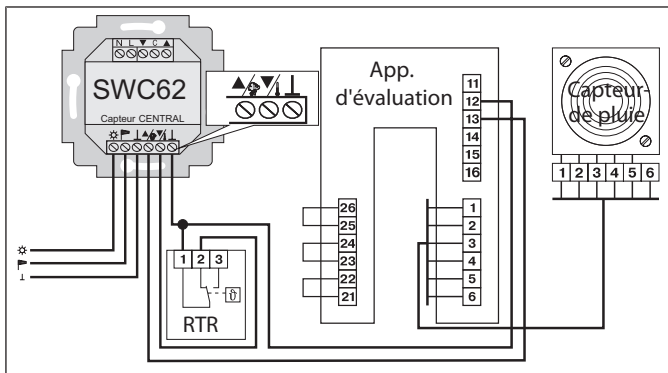 N L ▼ C ▲
SWC62
Capteur CENTRAL
App.
d'évaluation
Capteur
de pluie
11
12
13
14
15
16
1 2 3 4 5 6
26
25
24
23
22
21
1
2
3
4
5
6
1 2 3
ϑ
RTR